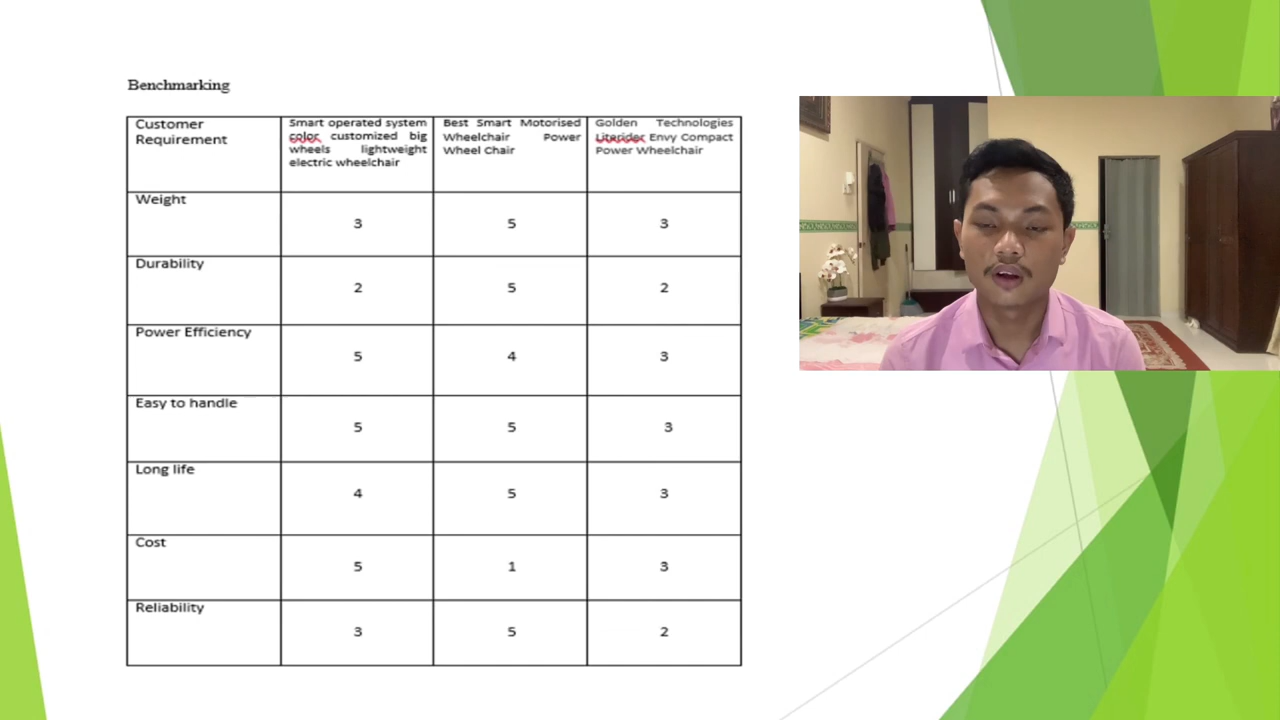 Benchmarking
Customer
Requirement
Smart operated system
color customized big
wheels lightweight
electric wheelchair
Best Smart Motorised
Wheelchair Power
Wheel Chair
Golden Technologies
Literider Envy Compact
Power Wheelchair
Weight
3 5 3
Durability
2 5 2
Power Efficiency
5 4 3
Easy to handle
5 5 3
Long life
4 5 3
Cost
5 1 3
Reliability
3 5 2